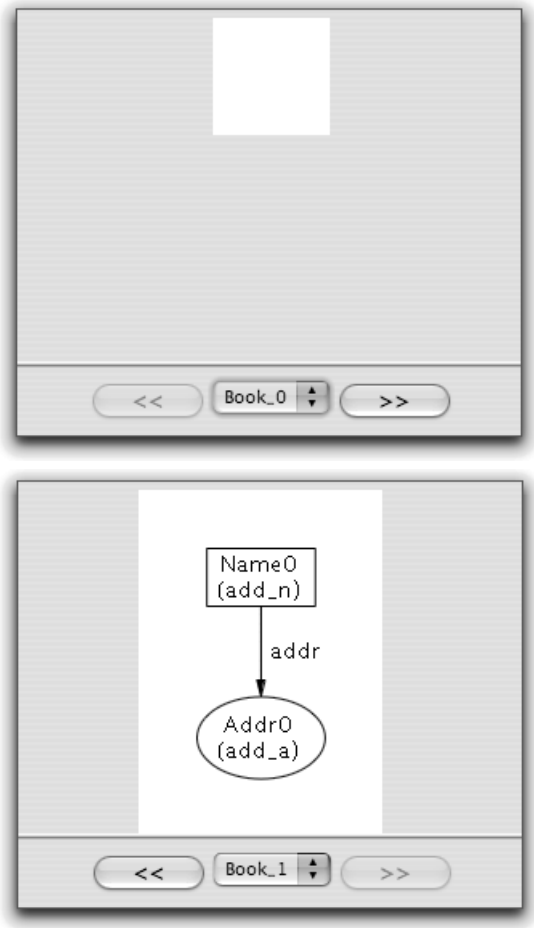 <<
Book_0
>>
Name0
(add_n)
addr
Addr0
(add_a)
<<
Book_1
>>